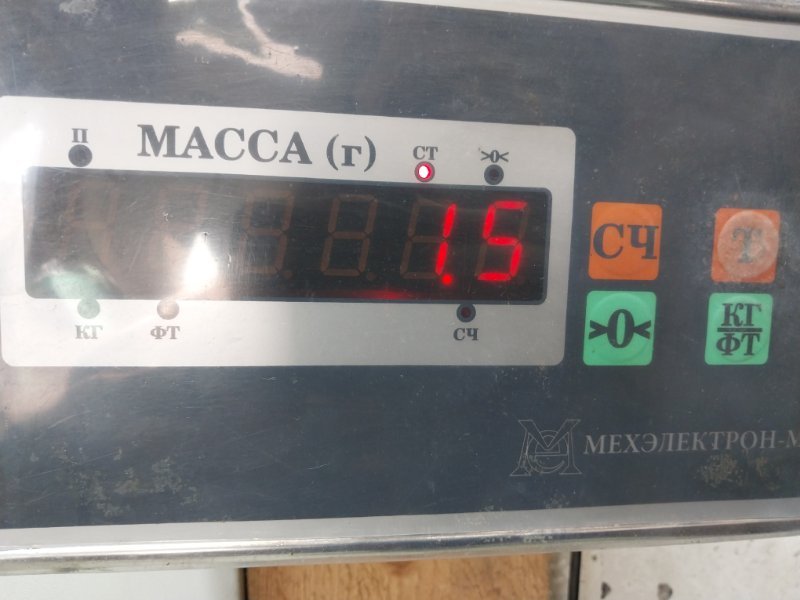 П
МАССА (г)
СТ
>0<
1.5
КГ
ФТ
СЧ
СЧ
Т
>0<
КГ
ФТ
МЕХЭЛЕКТРОН-М